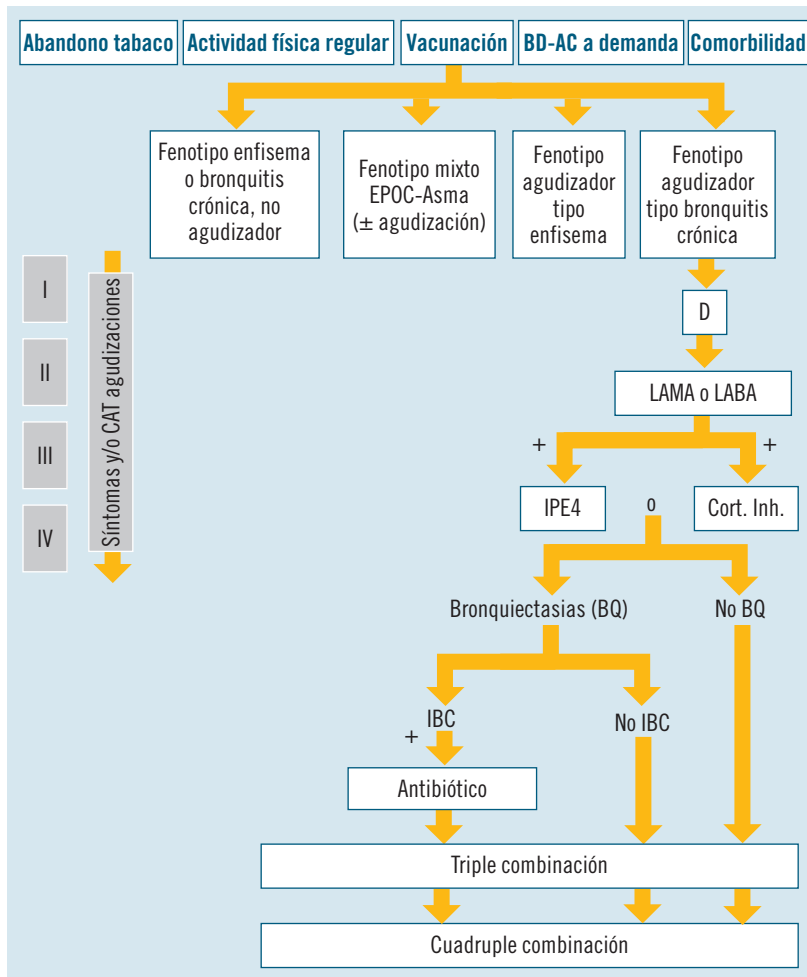 Abandono tabaco
Actividad física regular
Vacunación
BD-AC a demanda
Comorbilidad
Fenotipo enfisema
o bronquitis
crónica, no
agudizador
Fenotipo mixto
EPOC-Asma
(± agudización)
Fenotipo
agudizador
tipo
enfisema
Fenotipo
agudizador
tipo bronquitis
crónica
I
II
III
IV
Síntomas y/o CAT agudizaciones
D
LAMA o LABA
+
+
IPE4
o
Cort. Inh.
Bronquiectasias (BQ)
No BQ
IBC
No IBC
+
Antibiótico
Triple combinación
Cuadruple combinación